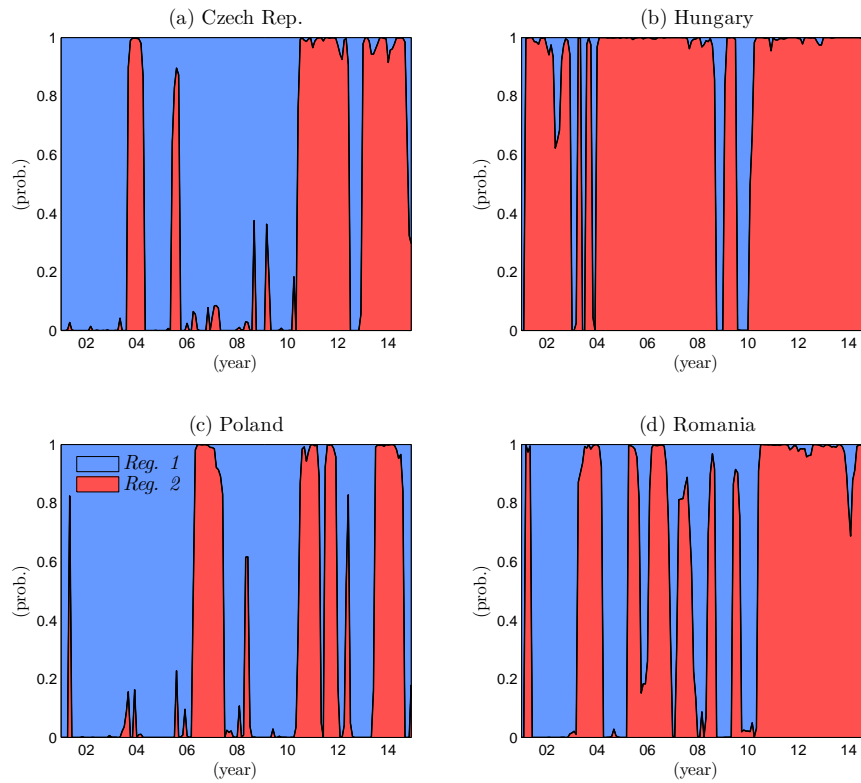 (a) Czech Rep.
1
0.8
0.6
0.4
0.2
0
(prob.)
02 04 06 08 10 12 14
(year)
(b) Hungary
1
0.8
0.6
0.4
0.2
0
(prob.)
02 04 06 08 10 12 14
(year)
(c) Poland
Reg. 1
Reg. 2
1
0.8
0.6
0.4
0.2
0
(prob.)
02 04 06 08 10 12 14
(year)
(d) Romania
1
0.8
0.6
0.4
0.2
0
(prob.)
02 04 06 08 10 12 14
(year)